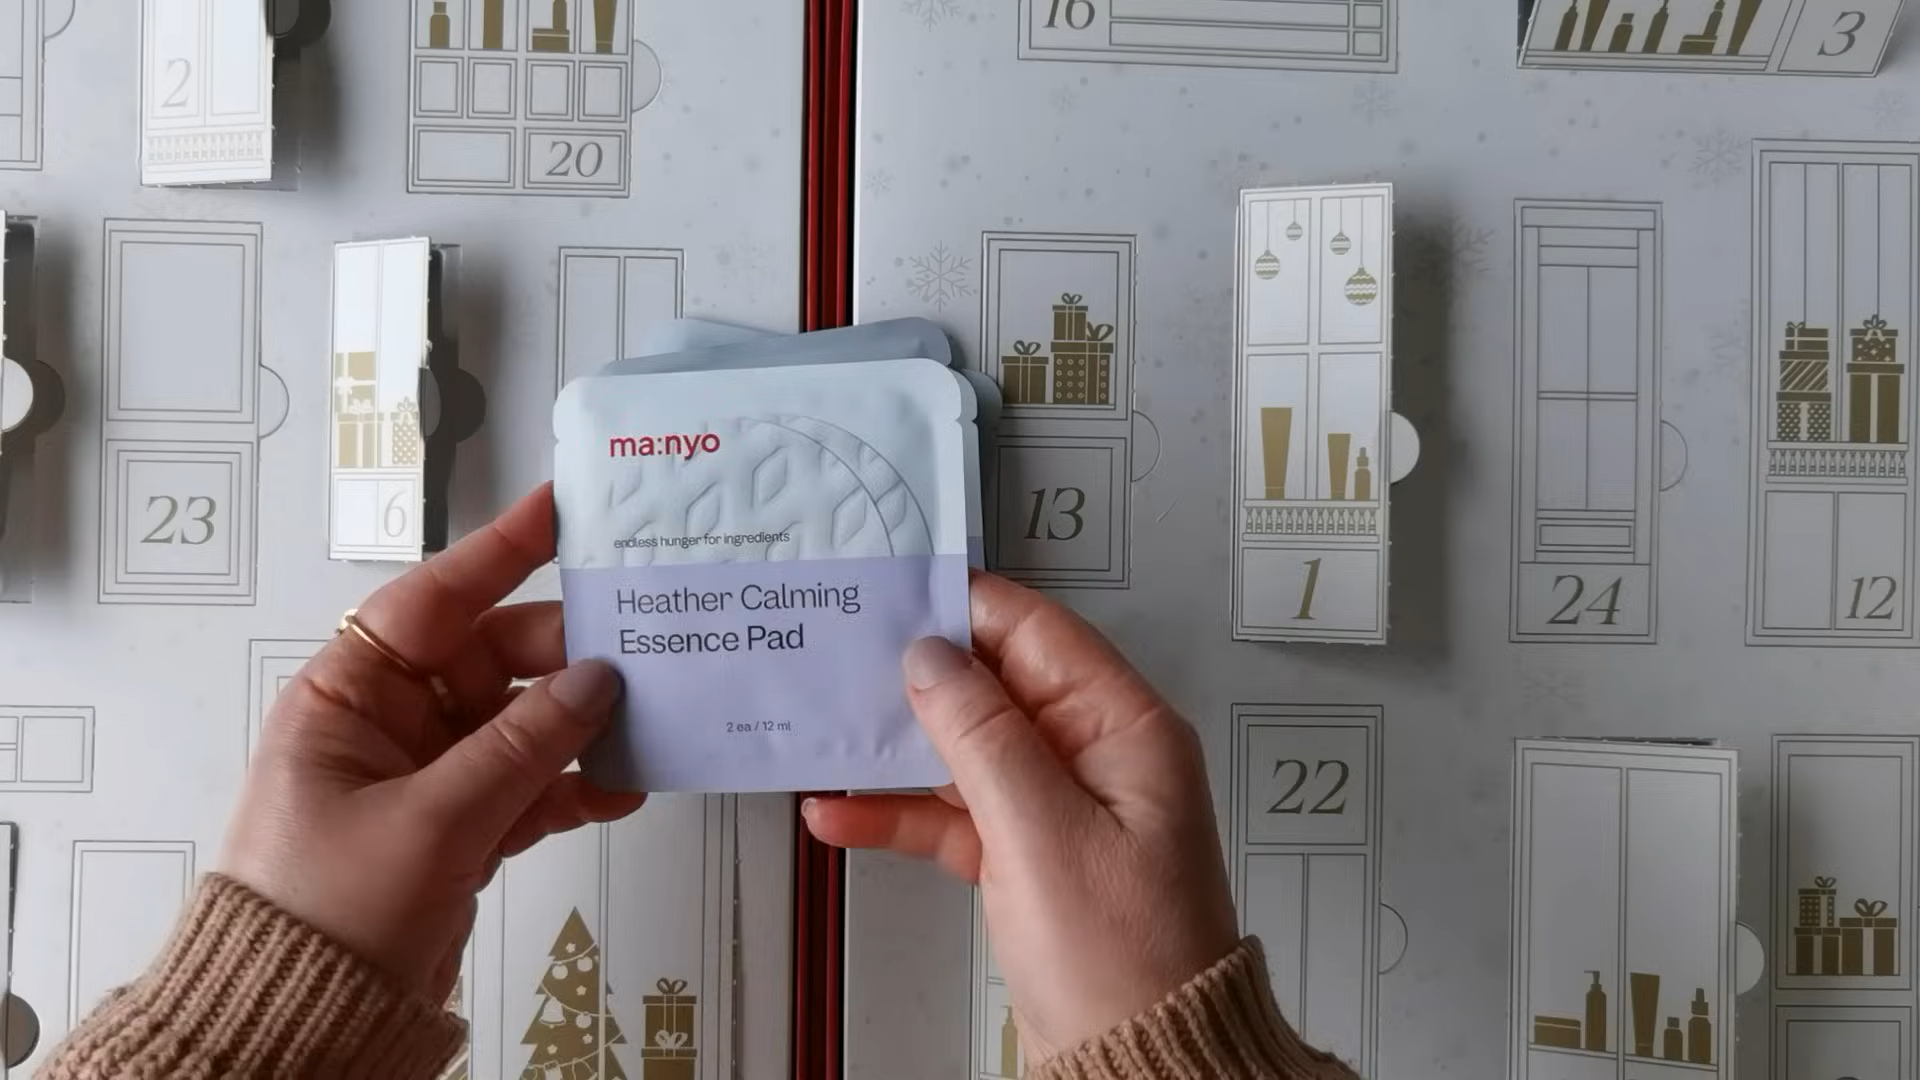 16
3
2
20
23
6
13
1
24
12
22
ma:nyo
endless hunger for ingredients
Heather Calming
Essence Pad
2 ea / 12 ml